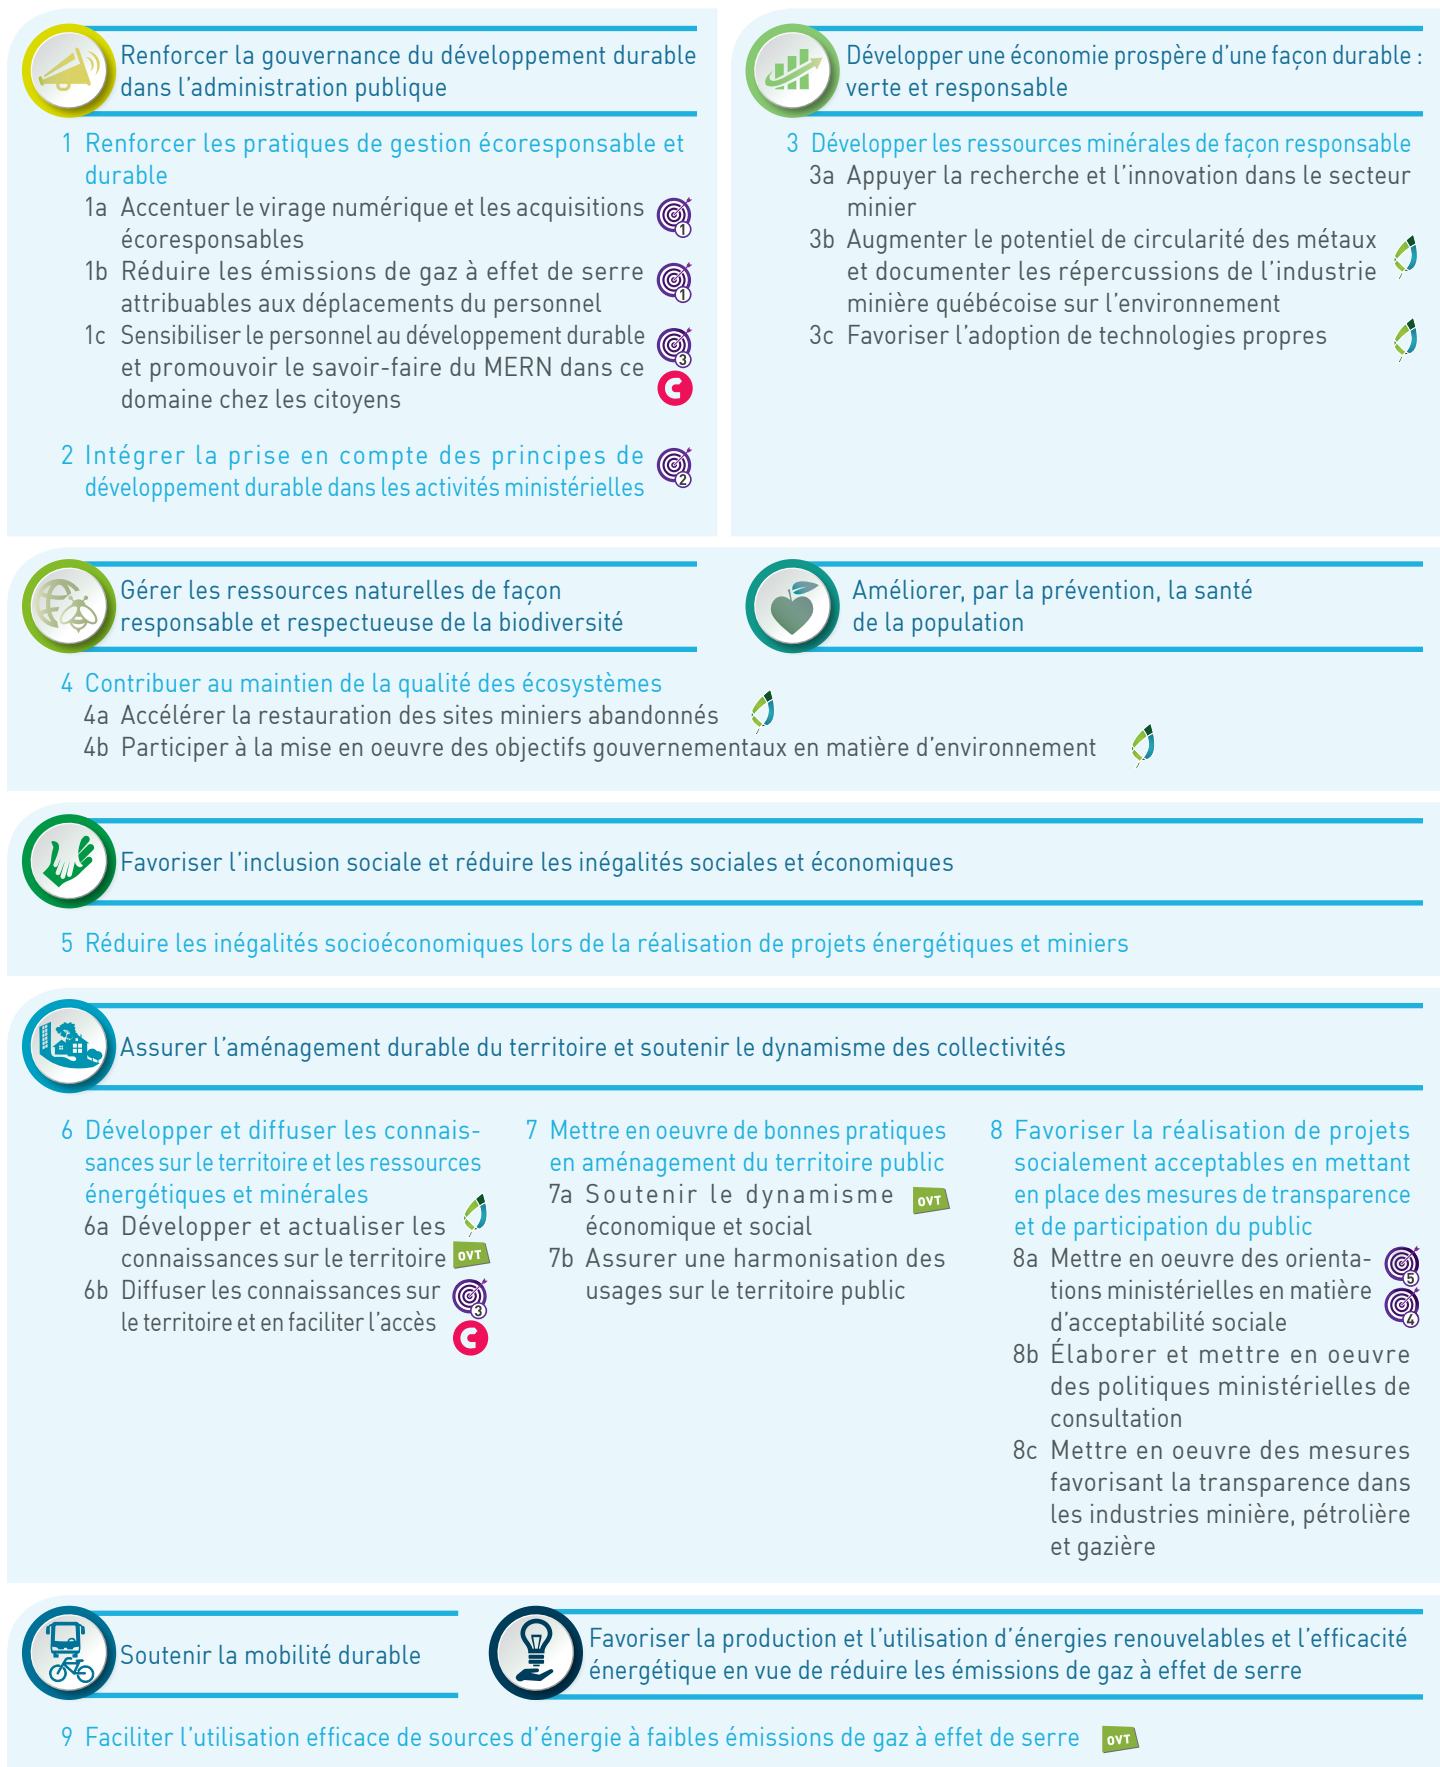 Renforcer la gouvernance du développement durable
dans l'administration publique
1 Renforcer les pratiques de gestion écoresponsable et
durable
1a Accentuer le virage numérique et les acquisitions
écoresponsables
1
1b Réduire les émissions de gaz à effet de serre
attribuables aux déplacements du personnel
1
1c Sensibiliser le personnel au développement durable
et promouvoir le savoir-faire du MERN dans ce
domaine chez les citoyens
3
C
2 Intégrer la prise en compte des principes de
développement durable dans les activités ministérielles
2
Développer une économie prospère d'une façon durable :
verte et responsable
3 Développer les ressources minérales de façon responsable
3a Appuyer la recherche et l'innovation dans le secteur
minier
3b Augmenter le potentiel de circularité des métaux
et documenter les répercussions de l'industrie
minière québécoise sur l'environnement
3c Favoriser l'adoption de technologies propres
Gérer les ressources naturelles de façon
responsable et respectueuse de la biodiversité
Améliorer, par la prévention, la santé
de la population
4 Contribuer au maintien de la qualité des écosystèmes
4a Accélérer la restauration des sites miniers abandonnés
4b Participer à la mise en oeuvre des objectifs gouvernementaux en matière d'environnement
Favoriser l'inclusion sociale et réduire les inégalités sociales et économiques
5 Réduire les inégalités socioéconomiques lors de la réalisation de projets énergétiques et miniers
Assurer l'aménagement durable du territoire et soutenir le dynamisme des collectivités
6 Développer et diffuser les connais-
sances sur le territoire et les ressources
énergétiques et minérales
6a Développer et actualiser les
connaissances sur le territoire
OVT
6b Diffuser les connaissances sur
le territoire et en faciliter l'accès
3
C
7 Mettre en oeuvre de bonnes pratiques
en aménagement du territoire public
7a Soutenir le dynamisme
économique et social
OVT
7b Assurer une harmonisation des
usages sur le territoire public
8 Favoriser la réalisation de projets
socialement acceptables en mettant
en place des mesures de transparence
et de participation du public
8a Mettre en oeuvre des orienta-
tions ministérielles en matière
d'acceptabilité sociale
5
4
8b Élaborer et mettre en oeuvre
des politiques ministérielles de
consultation
8c Mettre en oeuvre des mesures
favorisant la transparence dans
les industries minière, pétrolière
et gazière
Soutenir la mobilité durable
Favoriser la production et l'utilisation d'énergies renouvelables et l'efficacité
énergétique en vue de réduire les émissions de gaz à effet de serre
9 Faciliter l'utilisation efficace de sources d'énergie à faibles émissions de gaz à effet de serre
OVT